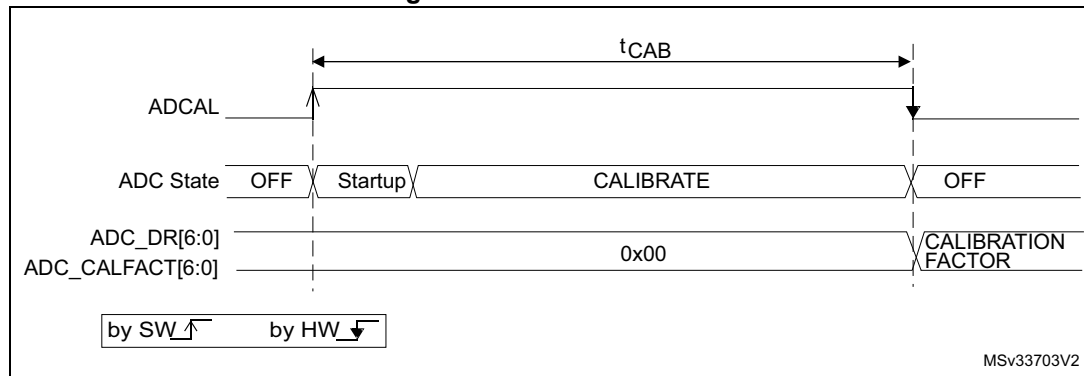 tCAB
ADCAL
ADC State OFF Startup CALIBRATE OFF
ADC_DR[6:0]
ADC_CALFACT[6:0]
0x00
CALIBRATION
FACTOR
by SW by HW
MSv33703V2